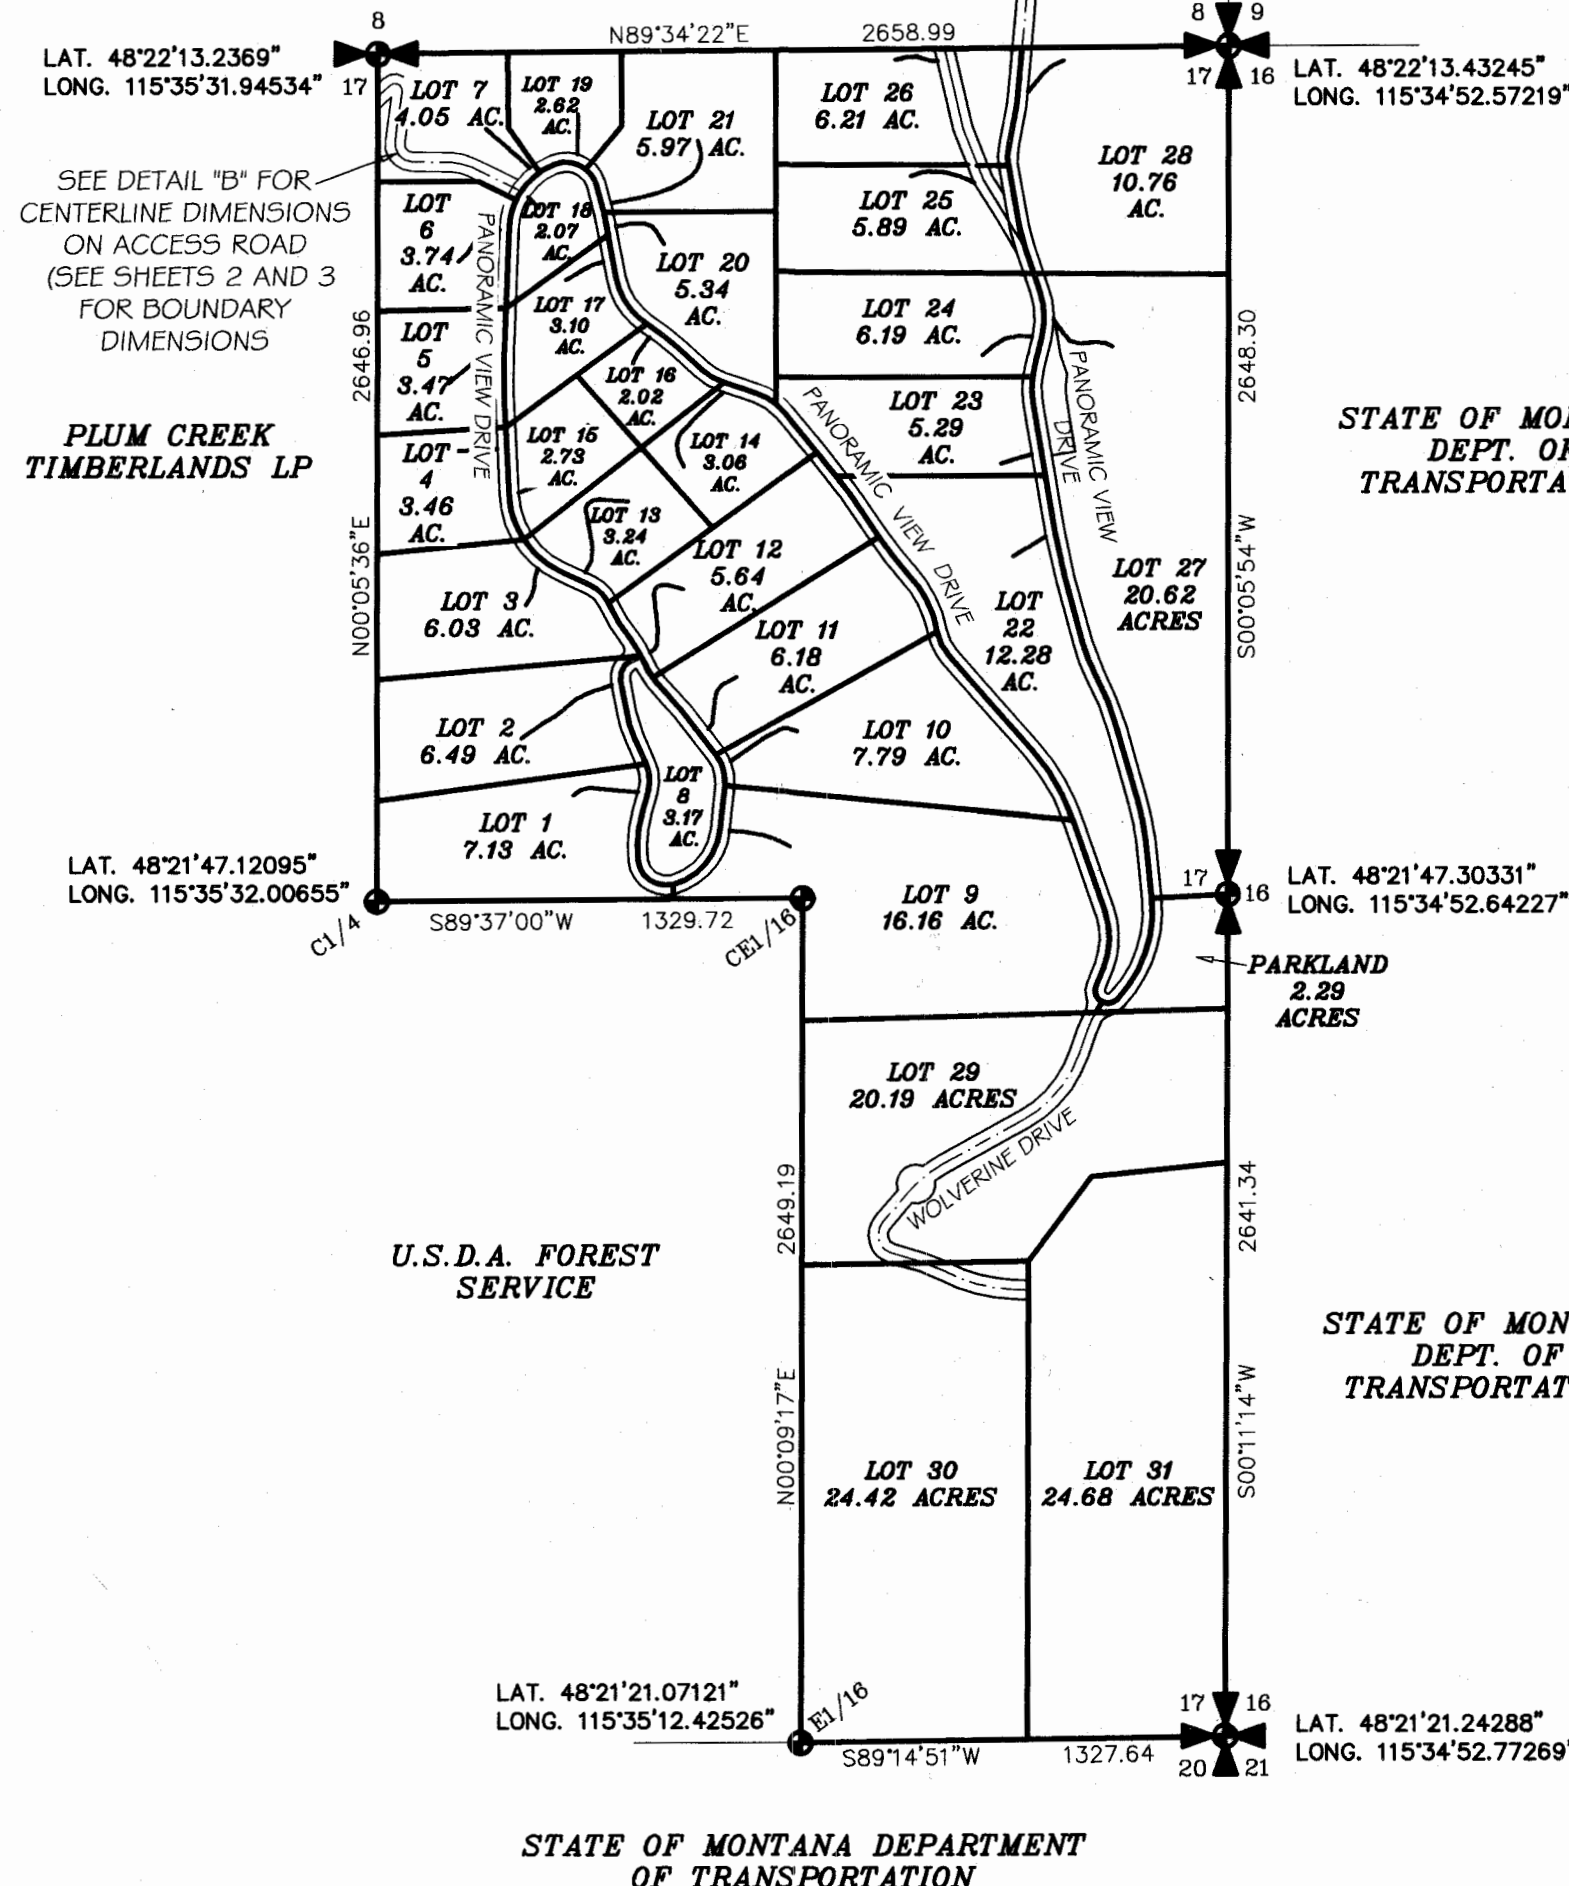 8
8 9
N89°34'22"E 2658.99
LAT. 48°22'13.2369"
LONG. 115°35'31.94534" 17
17 16
LAT. 48°22'13.43245"
LONG. 115°34'52.57219"
LOT 7
4.05 AC.
LOT 19
2.62
AC.
LOT 21
5.97 AC.
LOT 26
6.21 AC.
LOT 28
10.76
AC.
SEE DETAIL "B" FOR
CENTERLINE DIMENSIONS
ON ACCESS ROAD
(SEE SHEETS 2 AND 3
FOR BOUNDARY
DIMENSIONS
LOT
6
3.74
AC.
PANORAMIC VIEW DRIVE
LOT 18
2.07
AC.
LOT 25
5.89 AC.
LOT 20
5.34
AC.
LOT 17
3.10
AC.
LOT 24
6.19 AC.
2646.96
2648.30
LOT
5
3.47
AC.
LOT 16
2.02
AC.
PANORAMIC VIEW DRIVE
PANORAMIC VIEW
DRIVE
LOT 23
5.29
AC.
PLUM CREEK
TIMBERLANDS LP
STATE OF MO
DEPT. O
TRANSPORTA
LOT
4
3.46
AC.
LOT 15
2.73
AC.
LOT 14
3.06
AC.
LOT 13
3.24
AC.
LOT 12
5.64
AC.
N00°05'36"E
S00°05'54"W
LOT 27
20.62
ACRES
LOT 3
6.03 AC.
LOT 11
6.18
AC.
LOT
22
12.28
AC.
LOT 2
6.49 AC.
LOT 10
7.79 AC.
LOT
8
3.17
AC.
LOT 1
7.13 AC.
LAT. 48°21'47.12095"
LONG. 115°35'32.00655"
C1/4
S89°37'00"W 1329.72
CE1/16
LOT 9
16.16 AC.
17
16
LAT. 48°21'47.30331"
LONG. 115°34'52.64227"
PARKLAND
2.29
ACRES
LOT 29
20.19 ACRES
WOLVERINE DRIVE
2649.19
2641.34
U.S.D.A. FOREST
SERVICE
STATE OF MON
DEPT. OF
TRANSPORTAT
N00°09'17"E
S00°11'14"W
LOT 30
24.42 ACRES
LOT 31
24.68 ACRES
LAT. 48°21'21.07121"
LONG. 115°35'12.42526"
E1/16
17 16
S89°14'51"W 1327.64
20 21
LAT. 48°21'21.24288"
LONG. 115°34'52.77269"
STATE OF MONTANA DEPARTMENT
OF TRANSPORTATION